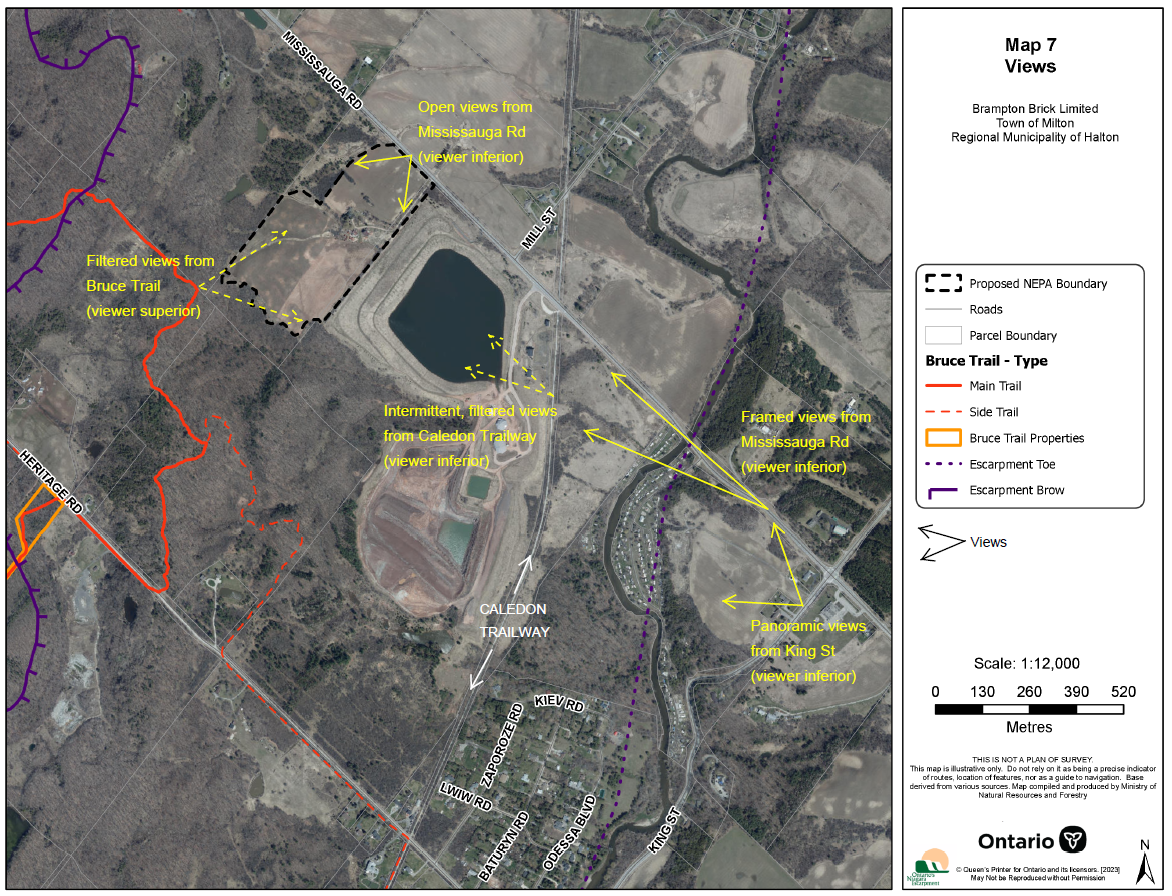 MISSISSAUGA RD
Open views from
Mississauga Rd
(viewer inferior)
MILL ST
Filtered views from
Bruce Trail
(viewer superior)
Intermittent, filtered views
from Caledon Trailway
(viewer inferior)
Framed views from
Mississauga Rd
(viewer inferior)
HERITAGE RD
CALEDON
TRAILWAY
Panoramic views
from King St
(viewer inferior)
KIEV RD
ZAPOROZE RD
LWIW RD
BATURYN RD
ODESSA BLVD
KING ST
Map 7
Views
Brampton Brick Limited
Town of Milton
Regional Municipality of Halton
Proposed NEPA Boundary
Roads
Parcel Boundary
Bruce Trail - Type
Main Trail
Side Trail
Bruce Trail Properties
Escarpment Toe
Escarpment Brow
Views
Scale: 1:12,000
0 130 260 390 520
Metres
THIS IS NOT A PLAN OF SURVEY.
This map is illustrative only. Do not rely on it as being a precise indicator
of routes, location of features, nor as a guide to navigation. Base
derived from various sources. Map compiled and produced by Ministry of
Natural Resources and Forestry
Ontario
N
Ontario's
Niagara
Escarpment
© Queen's Printer for Ontario and its licensors. [2023]
May Not be Reproduced without Permission